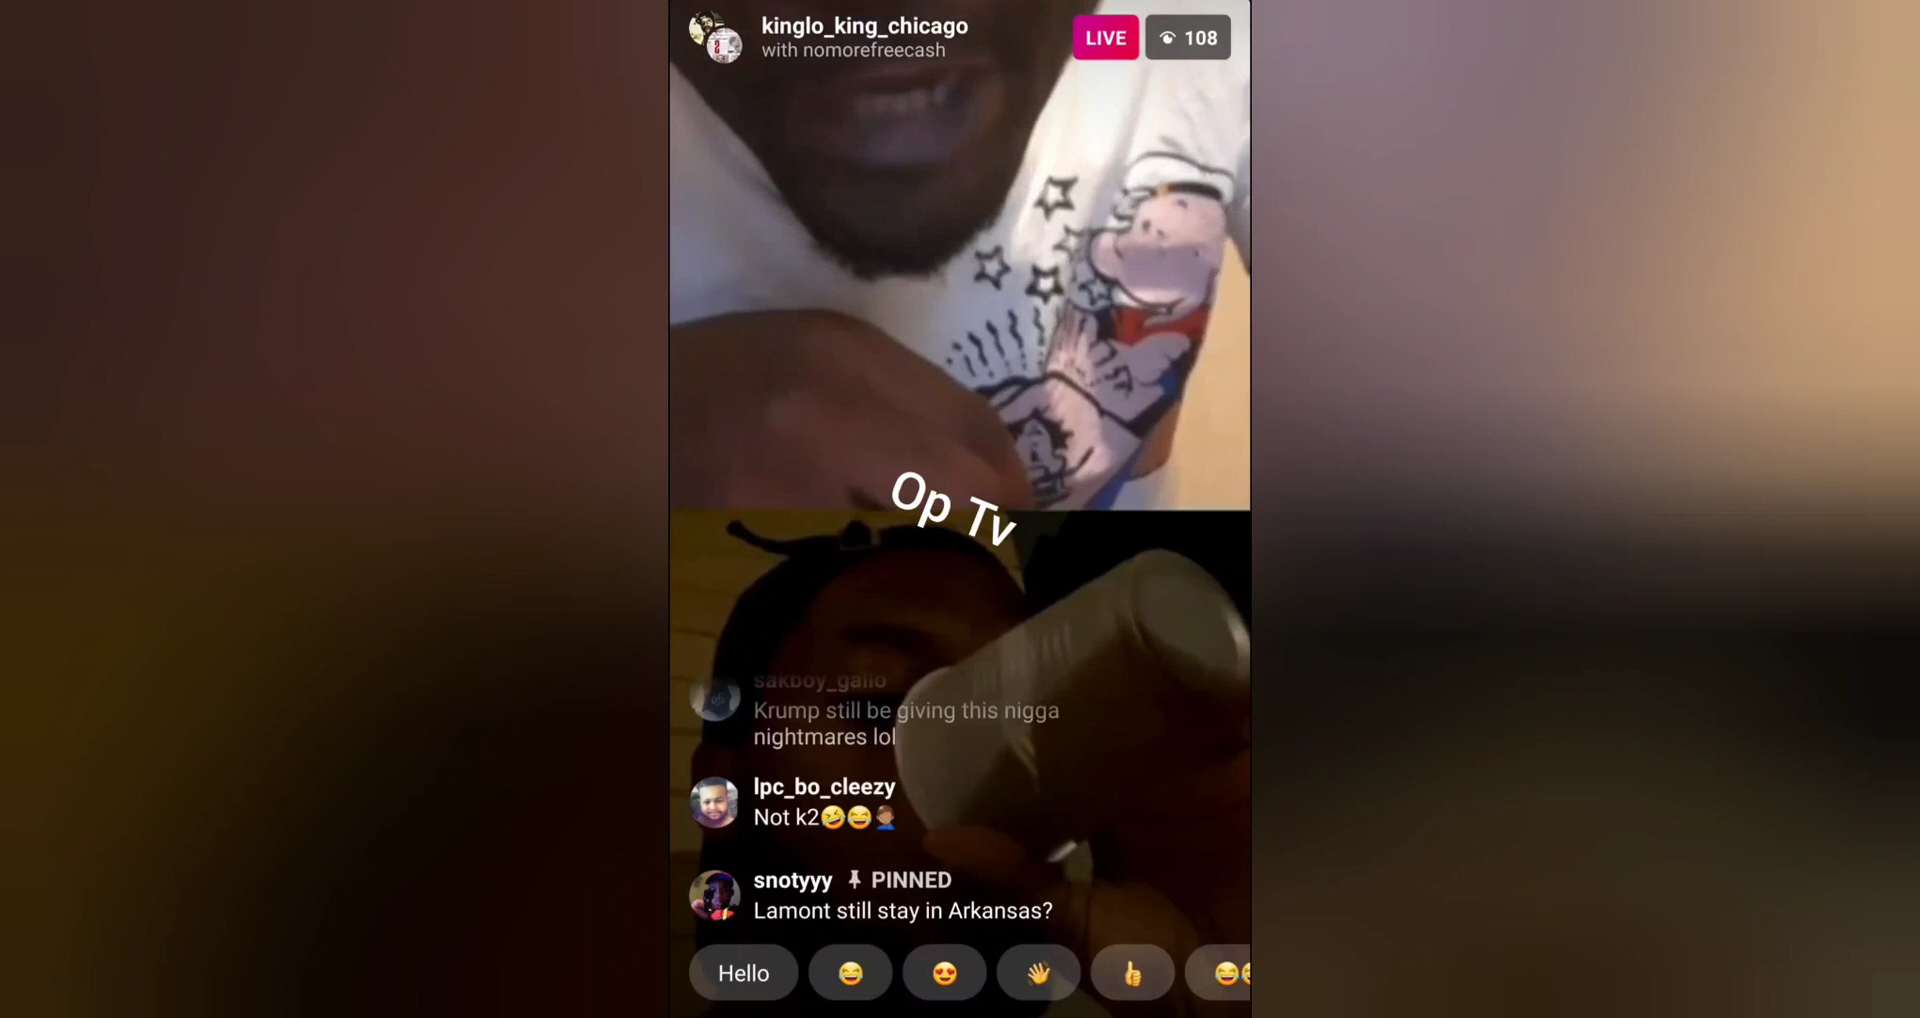 kinglo_king_chicago
with nomorefreecash
LIVE
108
Op Tv
sakboy_gallo
Krump still be giving this nigga
nightmares lol
lpc_bo_cleezy
Not k2🤣😂🤦🏽‍♂️
snotyyy PINNED
Lamont still stay in Arkansas?
Hello 😂 😍 👋 👍 😂